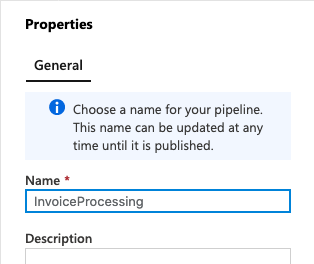 Properties
General
Choose a name for your pipeline.
This name can be updated at any
time until it is published.
Name *
InvoiceProcessing
Description